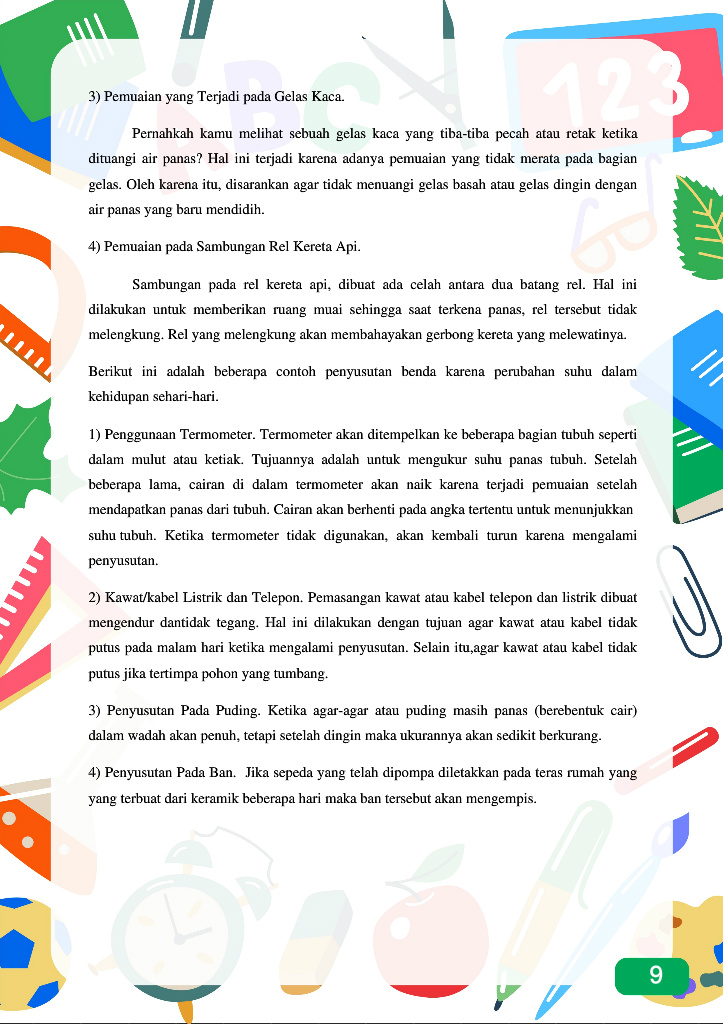 ABC
123
3) Pemuaian yang Terjadi pada Gelas Kaca.
Pernahkah kamu melihat sebuah gelas kaca yang tiba-tiba pecah atau retak ketika
dituangi air panas? Hal ini terjadi karena adanya pemuaian yang tidak merata pada bagian
gelas. Oleh karena itu, disarankan agar tidak menuangi gelas basah atau gelas dingin dengan
air panas yang baru mendidih.
4) Pemuaian pada Sambungan Rel Kereta Api.
Sambungan pada rel kereta api, dibuat ada celah antara dua batang rel. Hal ini
dilakukan untuk memberikan ruang muai sehingga saat terkena panas, rel tersebut tidak
melengkung. Rel yang melengkung akan membahayakan gerbong kereta yang melewatinya.
Berikut ini adalah beberapa contoh penyusutan benda karena perubahan suhu dalam
kehidupan sehari-hari.
1) Penggunaan Termometer. Termometer akan ditempelkan ke beberapa bagian tubuh seperti
dalam mulut atau ketiak. Tujuannya adalah untuk mengukur suhu panas tubuh. Setelah
beberapa lama, cairan di dalam termometer akan naik karena terjadi pemuaian setelah
mendapatkan panas dari tubuh. Cairan akan berhenti pada angka tertentu untuk menunjukkan
suhu tubuh. Ketika termometer tidak digunakan, akan kembali turun karena mengalami
penyusutan.
2) Kawat/kabel Listrik dan Telepon. Pemasangan kawat atau kabel telepon dan listrik dibuat
mengendur dantidak tegang. Hal ini dilakukan dengan tujuan agar kawat atau kabel tidak
putus pada malam hari ketika mengalami penyusutan. Selain itu,agar kawat atau kabel tidak
putus jika tertimpa pohon yang tumbang.
3) Penyusutan Pada Puding. Ketika agar-agar atau puding masih panas (berebentuk cair)
dalam wadah akan penuh, tetapi setelah dingin maka ukurannya akan sedikit berkurang.
4) Penyusutan Pada Ban. Jika sepeda yang telah dipompa diletakkan pada teras rumah yang
yang terbuat dari keramik beberapa hari maka ban tersebut akan mengempis.
9